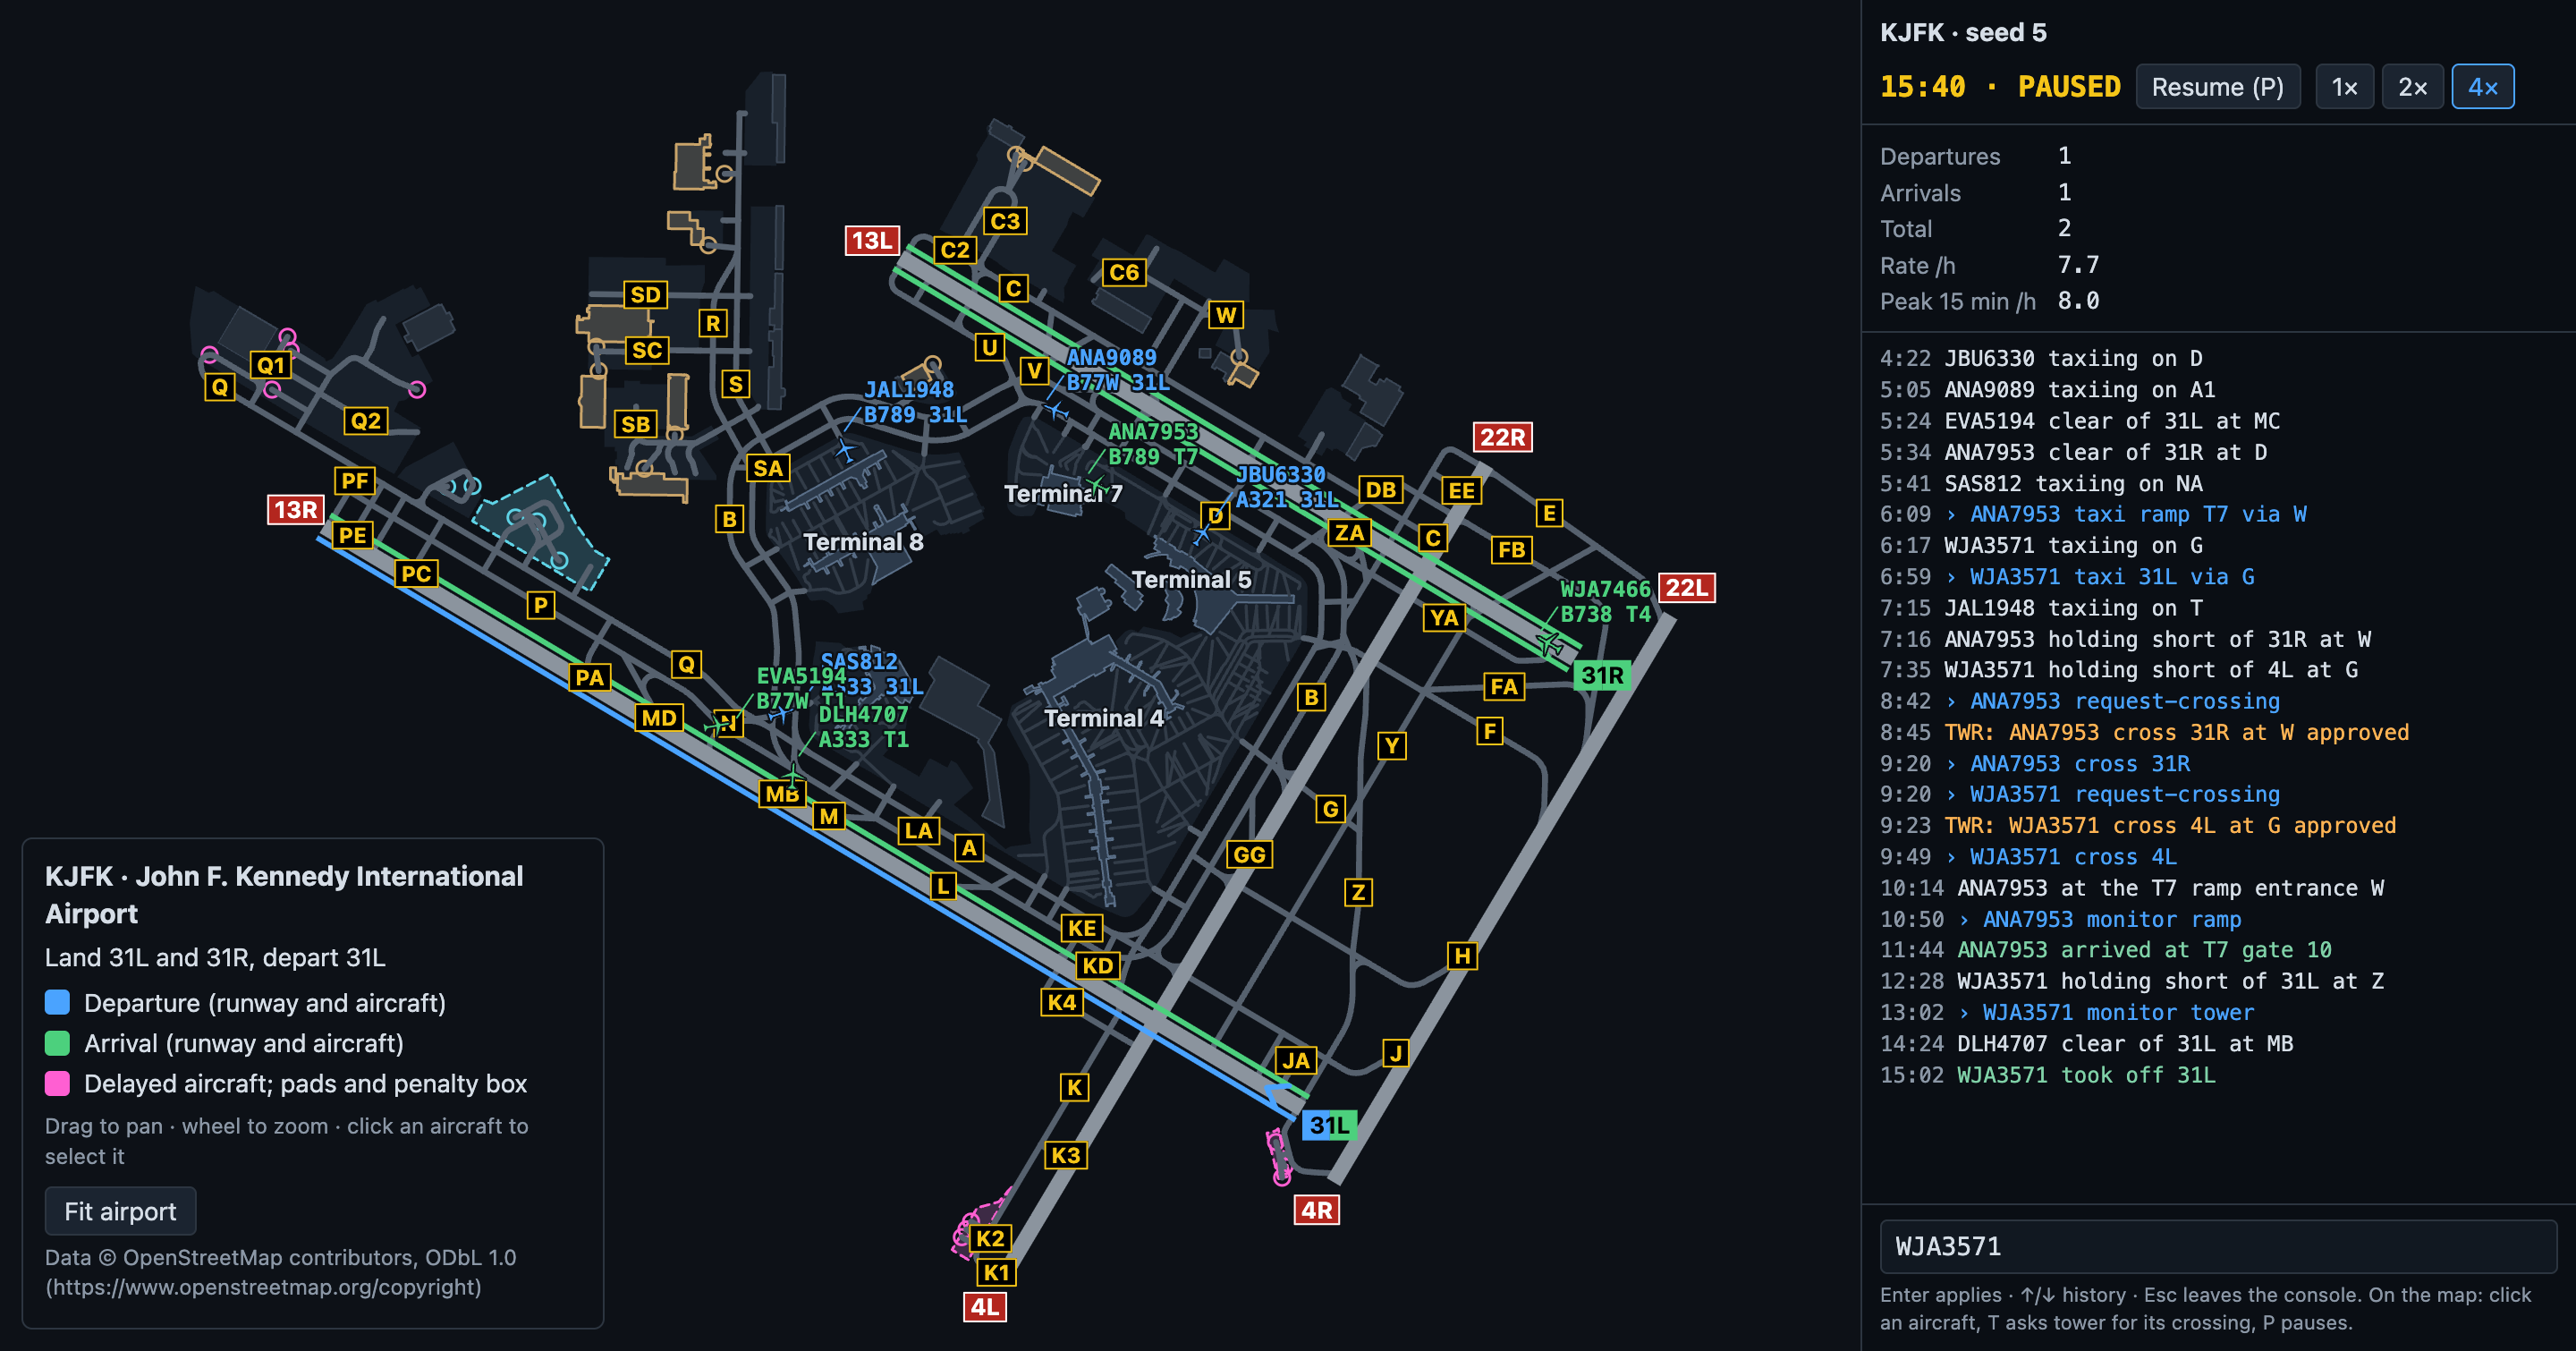 KJFK · seed 5
15:40 · PAUSED
Resume (P)
1×
2×
4×
Departures 1
Arrivals 1
Total 2
Rate /h 7.7
Peak 15 min /h 8.0
4:22 JBU6330 taxiing on D
5:05 ANA9089 taxiing on A1
5:24 EVA5194 clear of 31L at MC
5:34 ANA7953 clear of 31R at D
5:41 SAS812 taxiing on NA
6:09 › ANA7953 taxi ramp T7 via W
6:17 WJA3571 taxiing on G
6:59 › WJA3571 taxi 31L via G
7:15 JAL1948 taxiing on T
7:16 ANA7953 holding short of 31R at W
7:35 WJA3571 holding short of 4L at G
8:42 › ANA7953 request-crossing
8:45 TWR: ANA7953 cross 31R at W approved
9:20 › ANA7953 cross 31R
9:20 › WJA3571 request-crossing
9:23 TWR: WJA3571 cross 4L at G approved
9:49 › WJA3571 cross 4L
10:14 ANA7953 at the T7 ramp entrance W
10:50 › ANA7953 monitor ramp
11:44 ANA7953 arrived at T7 gate 10
12:28 WJA3571 holding short of 31L at Z
13:02 › WJA3571 monitor tower
14:24 DLH4707 clear of 31L at MB
15:02 WJA3571 took off 31L
WJA3571
Enter applies · ↑/↓ history · Esc leaves the console. On the map: click
an aircraft, T asks tower for its crossing, P pauses.
C3
13L
C2
C6
C
SD
W
R
U
SC
ANA9089
B77W 31L
Q1
V
Q
S
JAL1948
B789 31L
Q2
SB
ANA7953
B789 T7
22R
SA
JBU6330
A321 31L
PF
DB
EE
Terminal 7
13R
B
D
E
PE
ZA
C
Terminal 8
FB
PC
Terminal 5
WJA7466
B738 T4
22L
P
YA
Q
SAS812
31L
EVA5194
B77W T1
PA
31R
FA
B
MD
N
DLH4707
A333 T1
Terminal 4
F
Y
MB
M
G
LA
A
GG
L
Z
KE
KD
H
K4
JA
J
K
31L
K3
4R
K2
K1
4L
KJFK · John F. Kennedy International
Airport
Land 31L and 31R, depart 31L
Departure (runway and aircraft)
Arrival (runway and aircraft)
Delayed aircraft; pads and penalty box
Drag to pan · wheel to zoom · click an aircraft to
select it
Fit airport
Data © OpenStreetMap contributors, ODbL 1.0
(https://www.openstreetmap.org/copyright)